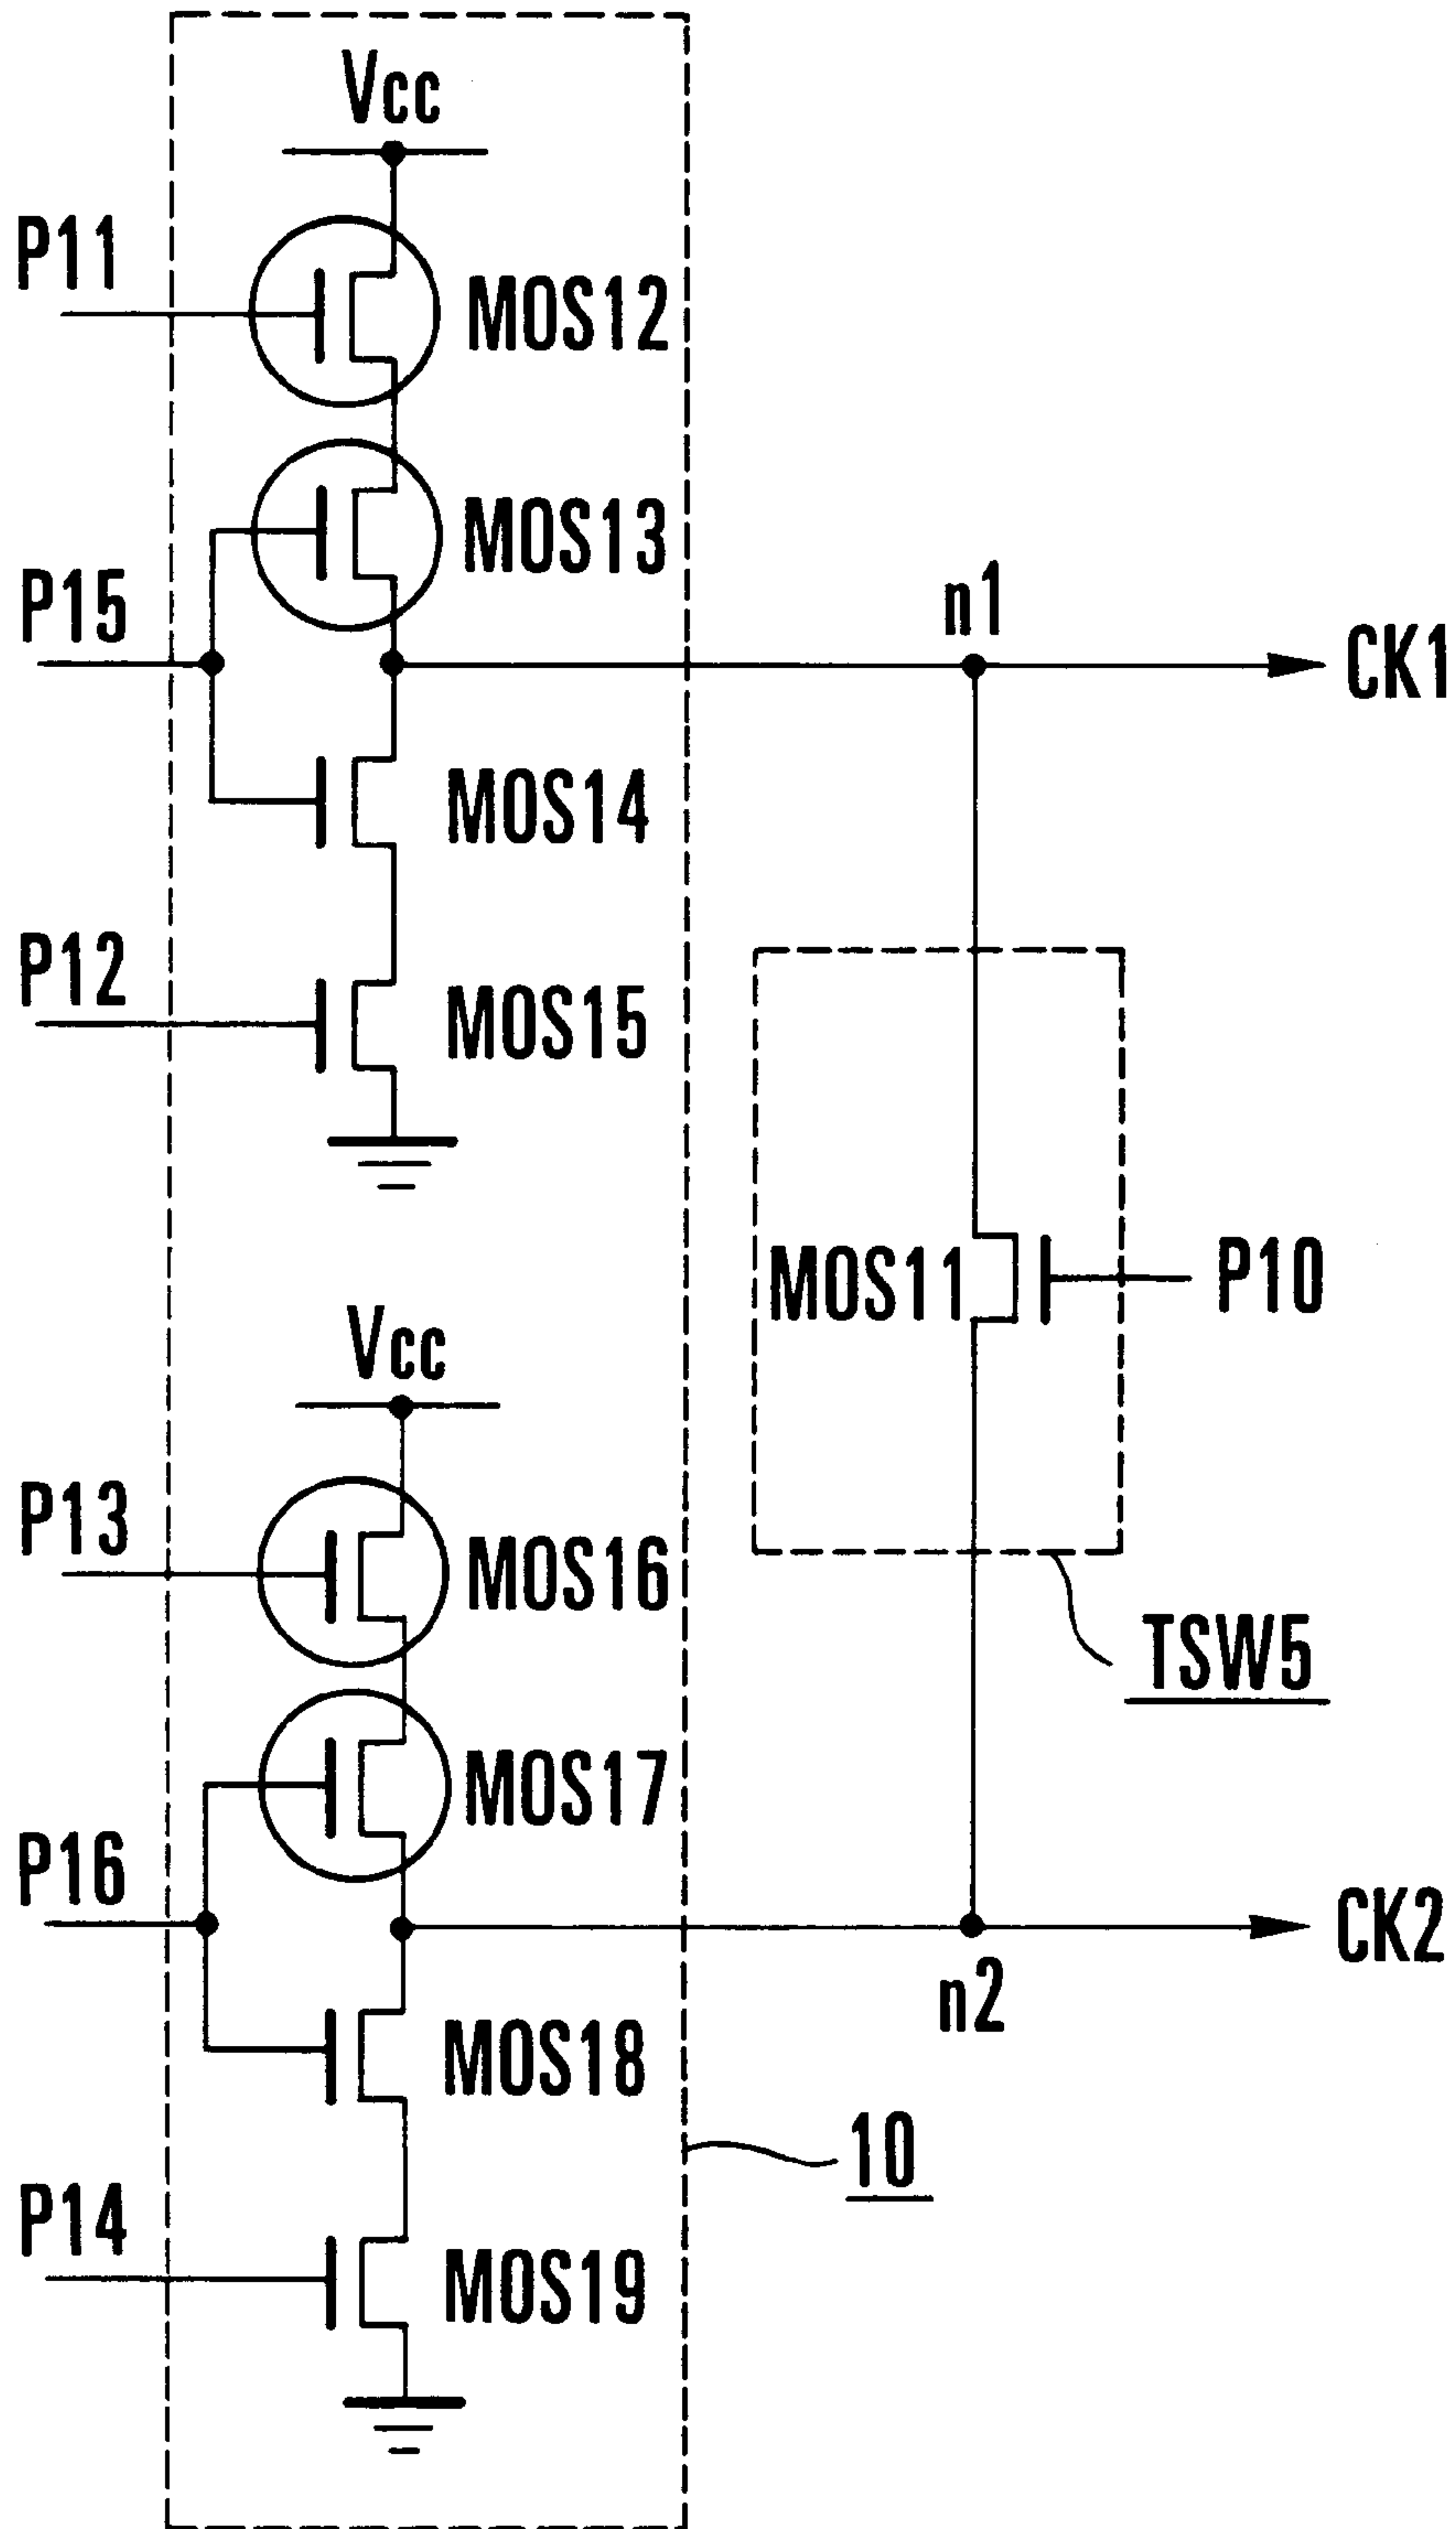 Vcc
P11
MOS12
MOS13
P15
n1
CK1
MOS14
P12
MOS15
MOS11
P10
Vcc
P13
MOS16
TSW5
MOS17
P16
CK2
n2
MOS18
10
P14
MOS19